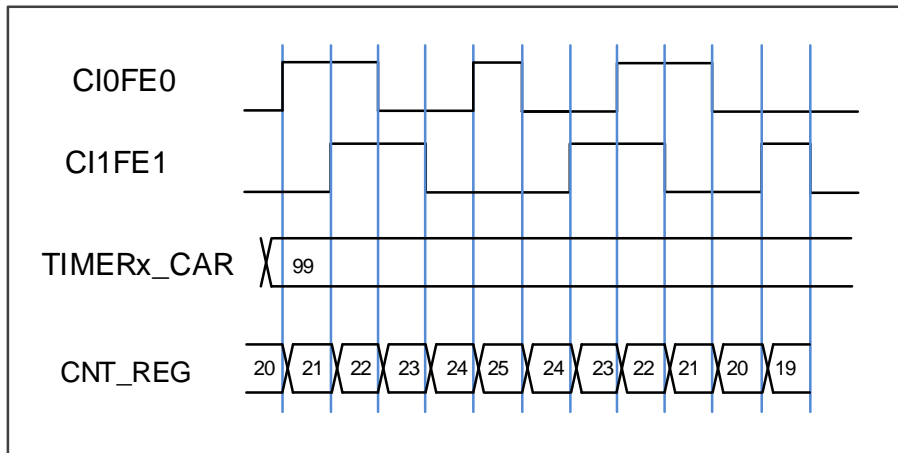 CI0FE0
CI1FE1
TIMERx_CAR 99
CNT_REG 20 21 22 23 24 25 24 23 22 21 20 19